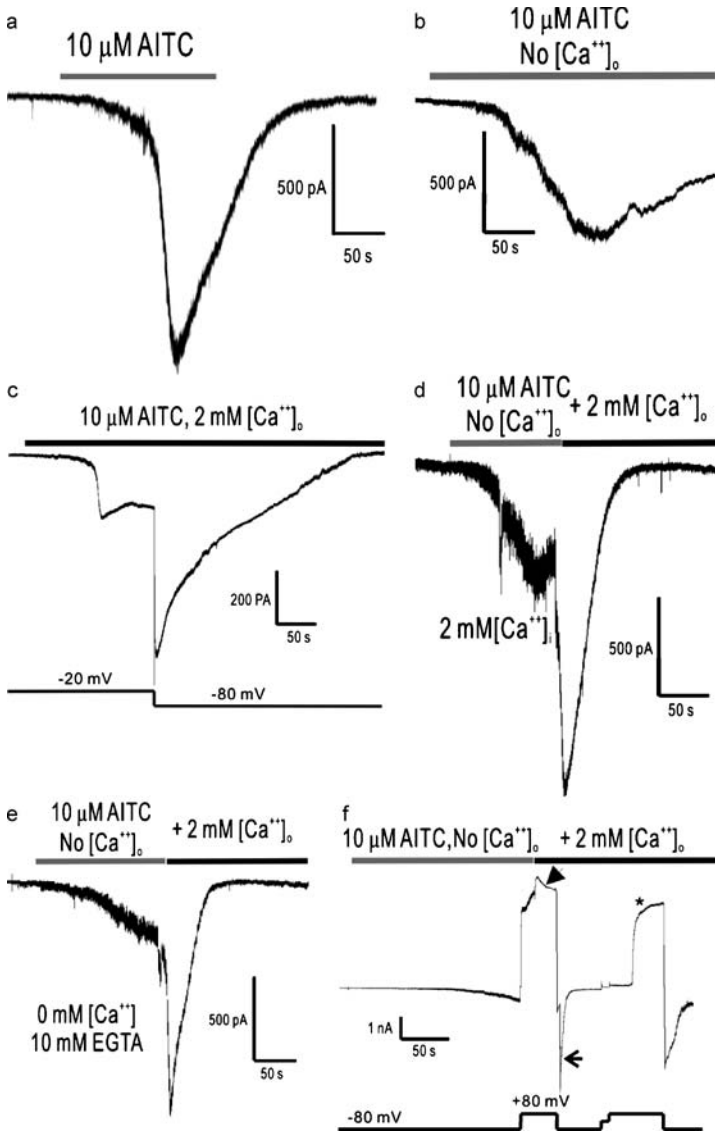 a
10 μM AITC
500 pA
50 s
b
10 μM AITC
No [Ca⁺⁺]ₒ
500 pA
50 s
c
10 μM AITC, 2 mM [Ca⁺⁺]ₒ
200 PA
50 s
-20 mV
-80 mV
d
10 μM AITC
No [Ca⁺⁺]ₒ
+ 2 mM [Ca⁺⁺]ₒ
2 mM[Ca⁺⁺]ᵢ
500 pA
50 s
e
10 μM AITC
No [Ca⁺⁺]ₒ
+ 2 mM [Ca⁺⁺]ₒ
0 mM [Ca⁺⁺]
10 mM EGTA
500 pA
50 s
f
10 μM AITC,No [Ca⁺⁺]ₒ
+ 2 mM [Ca⁺⁺]ₒ
*
1 nA
50 s
+80 mV
-80 mV